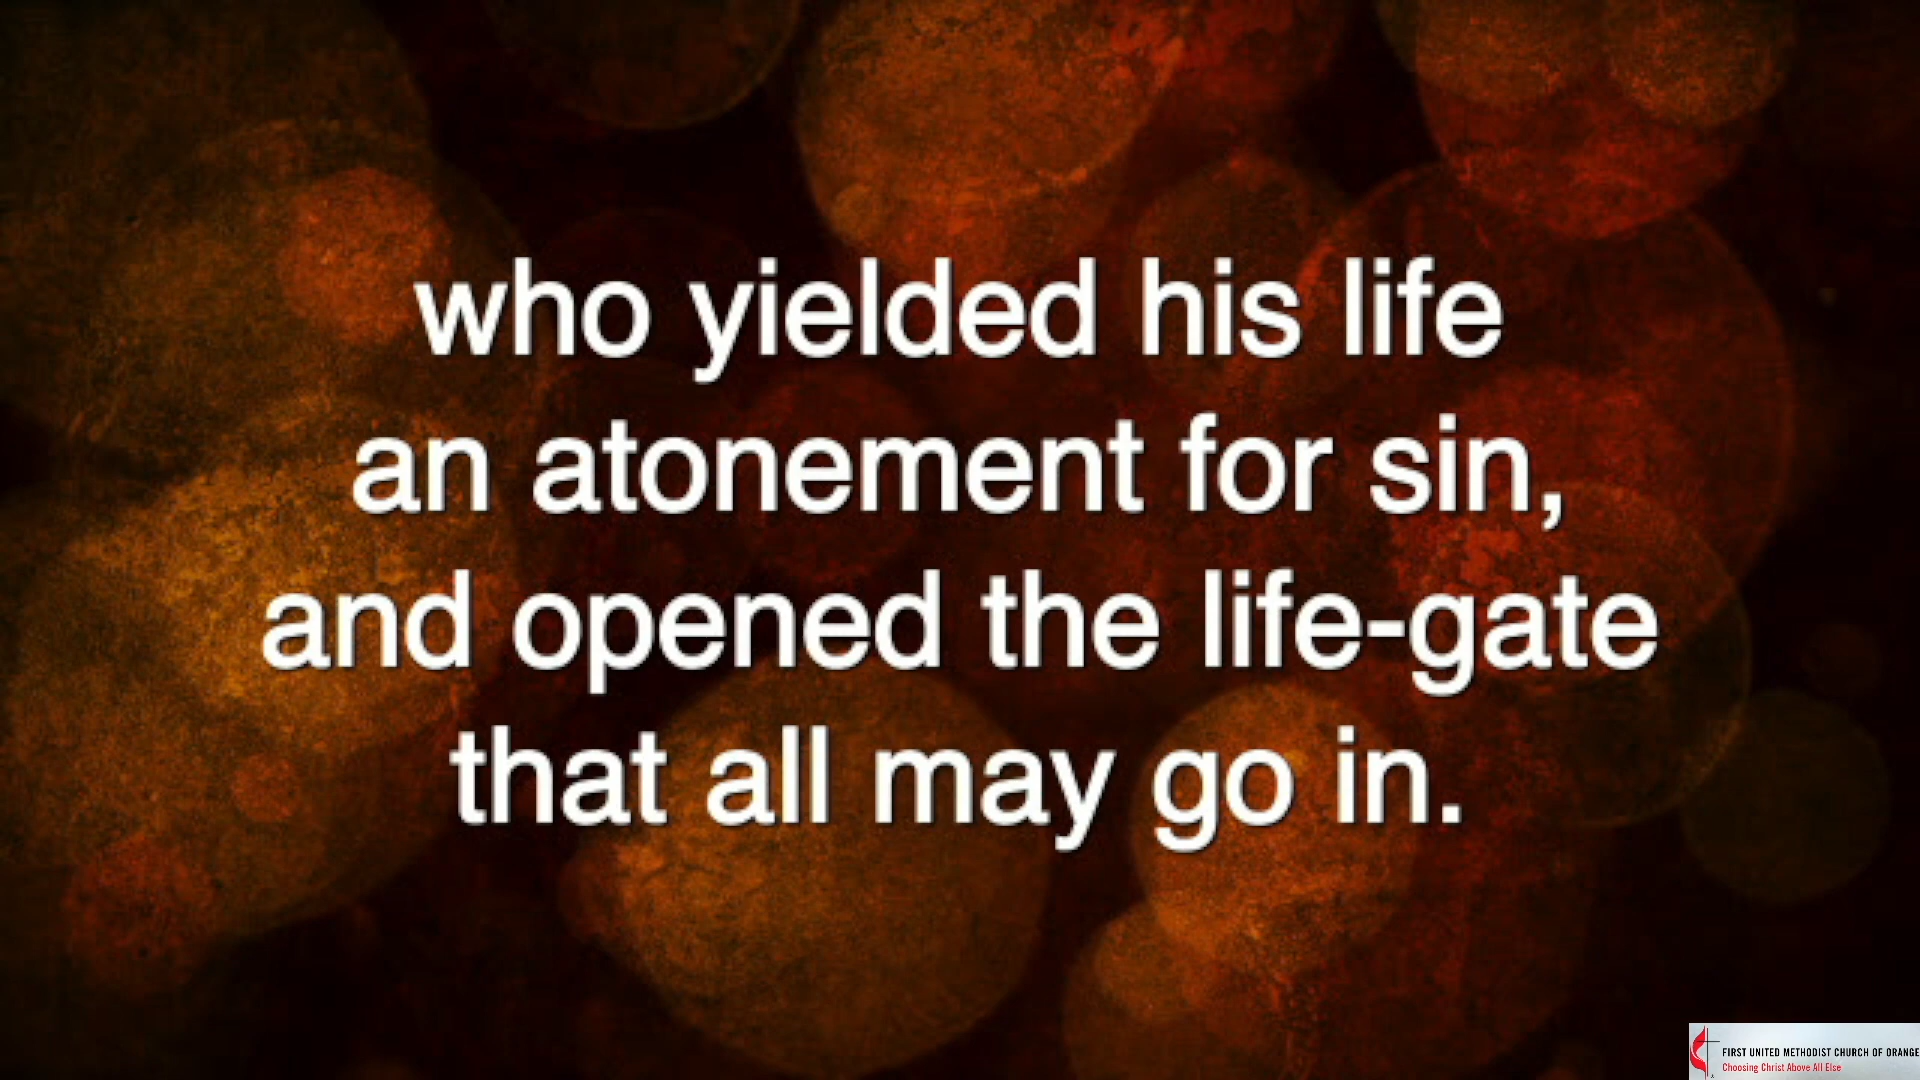 who yielded his life
an atonement for sin,
and opened the life-gate
that all may go in.
FIRST UNITED METHODIST CHURCH OF ORANGE
Choosing Christ Above All Else